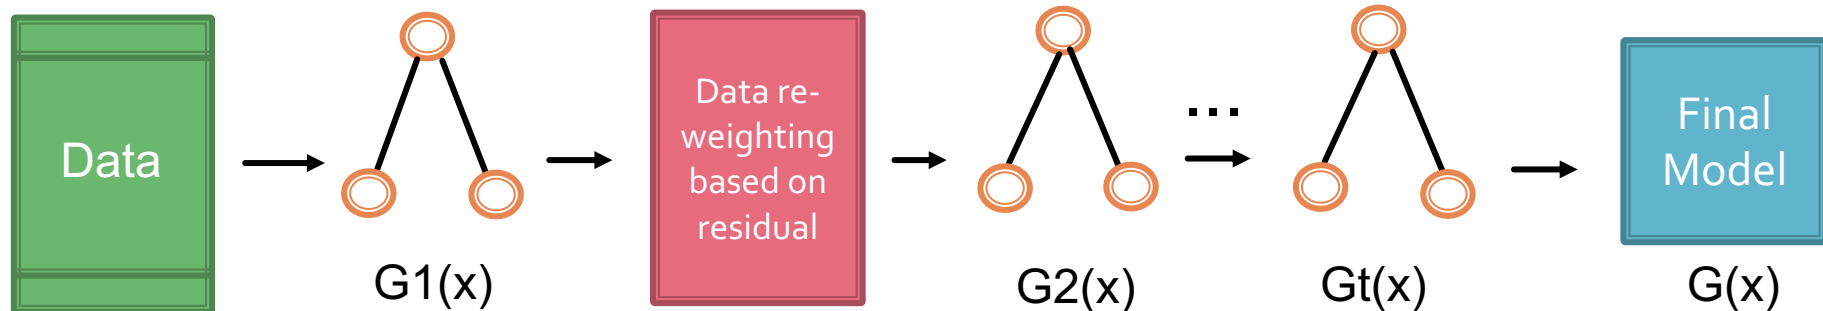 Data
G1(x)
Data re-
weighting
based on
residual
G2(x)
...
Gt(x)
Final
Model
G(x)